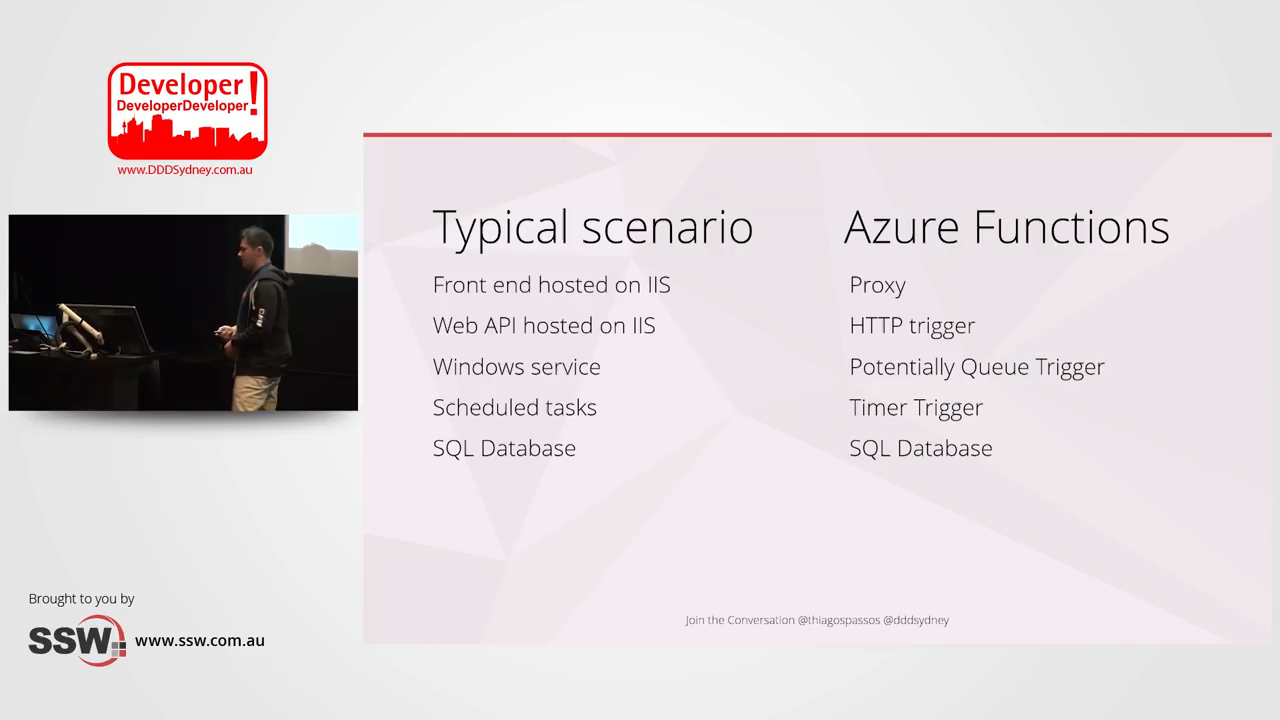 Developer!
DeveloperDeveloper
www.DDDSydney.com.au
Typical scenario
Front end hosted on IIS
Web API hosted on IIS
Windows service
Scheduled tasks
SQL Database
Azure Functions
Proxy
HTTP trigger
Potentially Queue Trigger
Timer Trigger
SQL Database
Join the Conversation @thiagospassos @dddsydney
Brought to you by
SSW
www.ssw.com.au